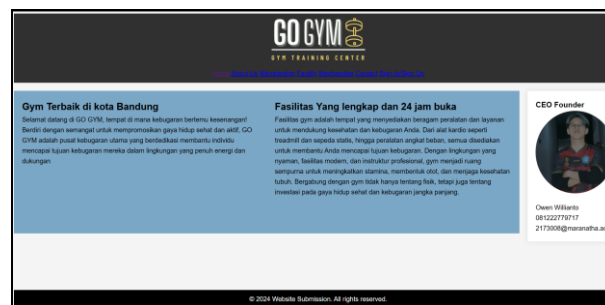 GO GYM
GYM TRAINING CENTER
Gym Terbaik di kota Bandung
Selamat datang di GO GYM, tempat di mana kebugaran bertemu kesenangan!
Berdiri dengan semangat untuk mempromosikan gaya hidup sehat dan aktif, GO
GYM adalah pusat kebugaran utama yang berdedikasi membantu individu
mencapai tujuan kebugaran mereka dalam lingkungan yang penuh energi dan
dukungan
Fasilitas Yang lengkap dan 24 jam buka
Fasilitas gym adalah tempat yang menyediakan beragam peralatan dan layanan
untuk mendukung kesehatan dan kebugaran Anda. Dari alat kardio seperti
treadmill dan sepeda statis, hingga peralatan angkat beban, semua disediakan
untuk membantu Anda mencapai tujuan kebugaran. Dengan lingkungan yang
nyaman, fasilitas modern, dan instruktur profesional, gym menjadi ruang
sempurna untuk meningkatkan stamina, membentuk otot, dan menjaga kesehatan
tubuh. Bergabung dengan gym tidak hanya tentang fisik, tetapi juga tentang
investasi pada gaya hidup sehat dan kebugaran jangka panjang.
CEO Founder
Owen Willianto
081222779717
2173008@maranatha.ac
© 2024 Website Submission. All rights reserved.